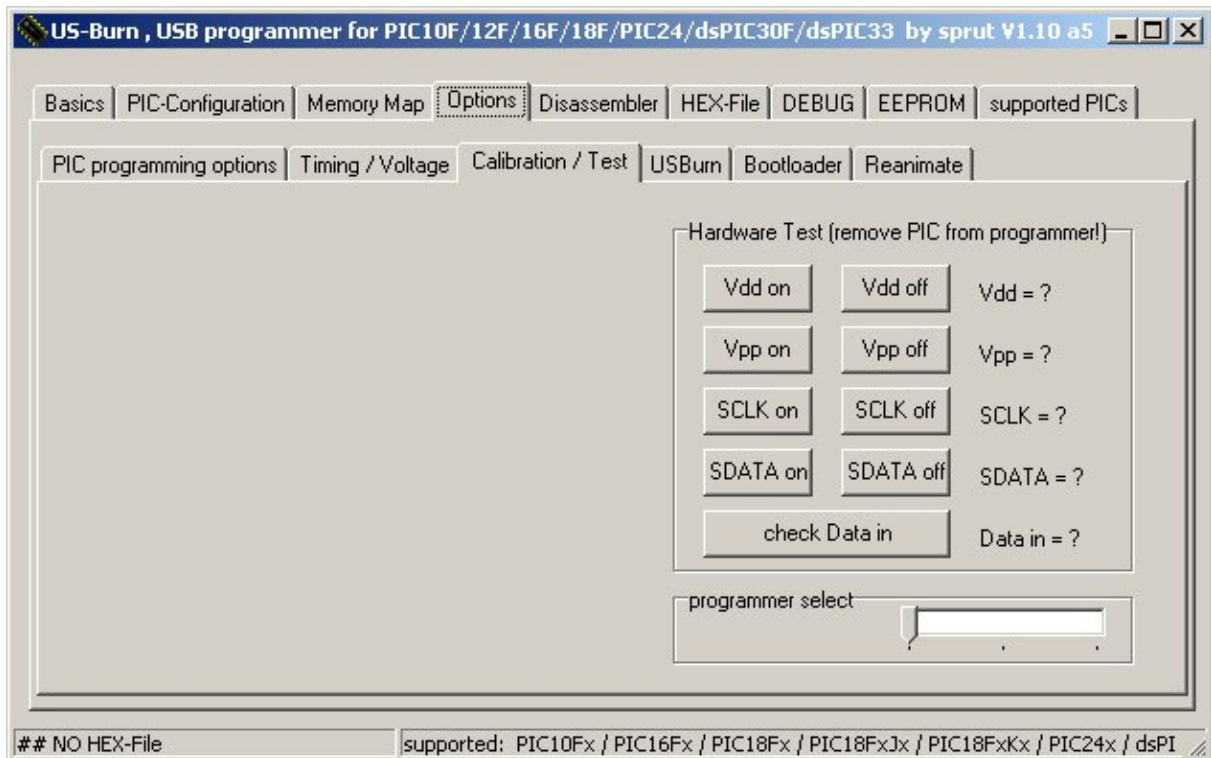 US-Burn , USB programmer for PIC10F/12F/16F/18F/PIC24/dsPIC30F/dsPIC33 by sprut V1.10 a5
Basics PIC-Configuration Memory Map Options Disassembler HEX-File DEBUG EEPROM supported PICs
PIC programming options Timing / Voltage Calibration / Test USBurn Bootloader Reanimate
Hardware Test (remove PIC from programmer!)
Vdd on Vdd off Vdd = ?
Vpp on Vpp off Vpp = ?
SCLK on SCLK off SCLK = ?
SDATA on SDATA off SDATA = ?
check Data in Data in = ?
programmer select
## NO HEX-File supported: PIC10Fx / PIC16Fx / PIC18Fx / PIC18FxJx / PIC18FxKx / PIC24x / dsPI